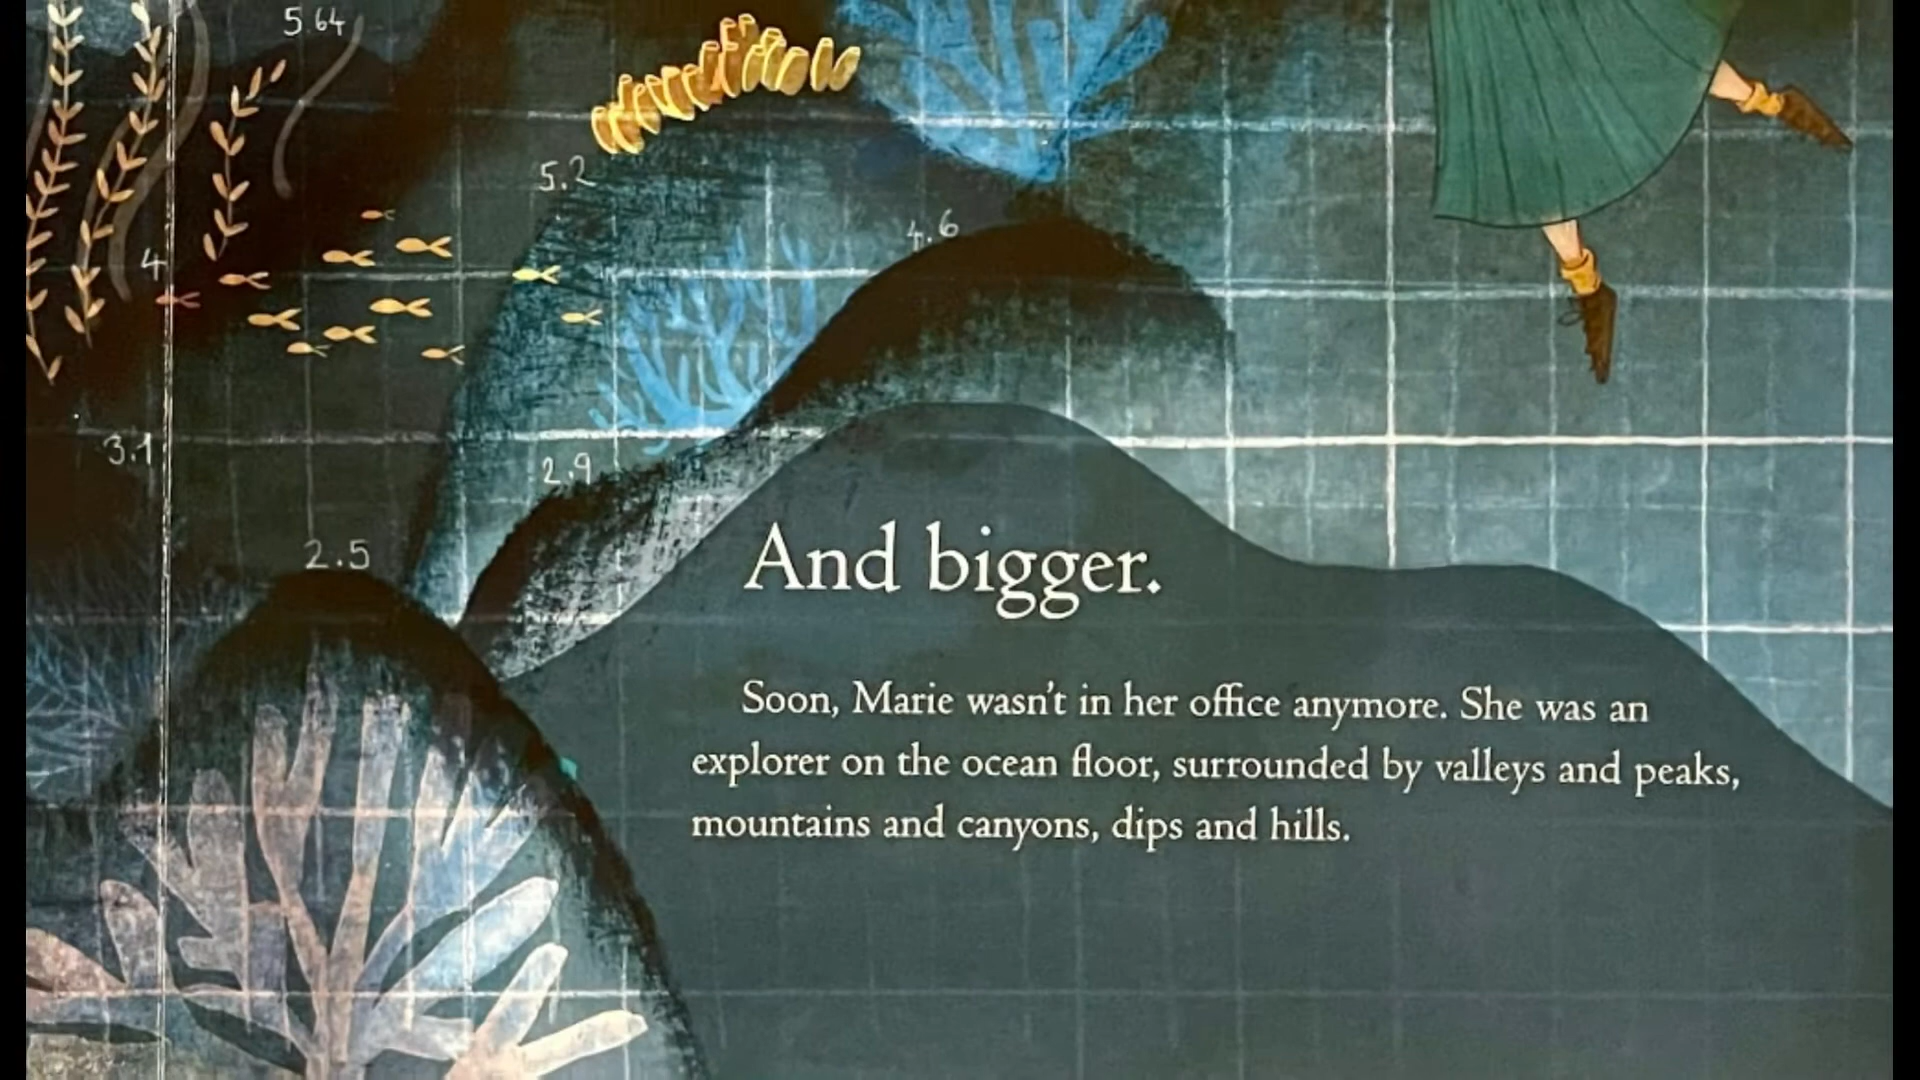 5.64
5.2
4.6
4
3.1
2.9
2.5
And bigger.
Soon, Marie wasn't in her office anymore. She was an
explorer on the ocean floor, surrounded by valleys and peaks,
mountains and canyons, dips and hills.